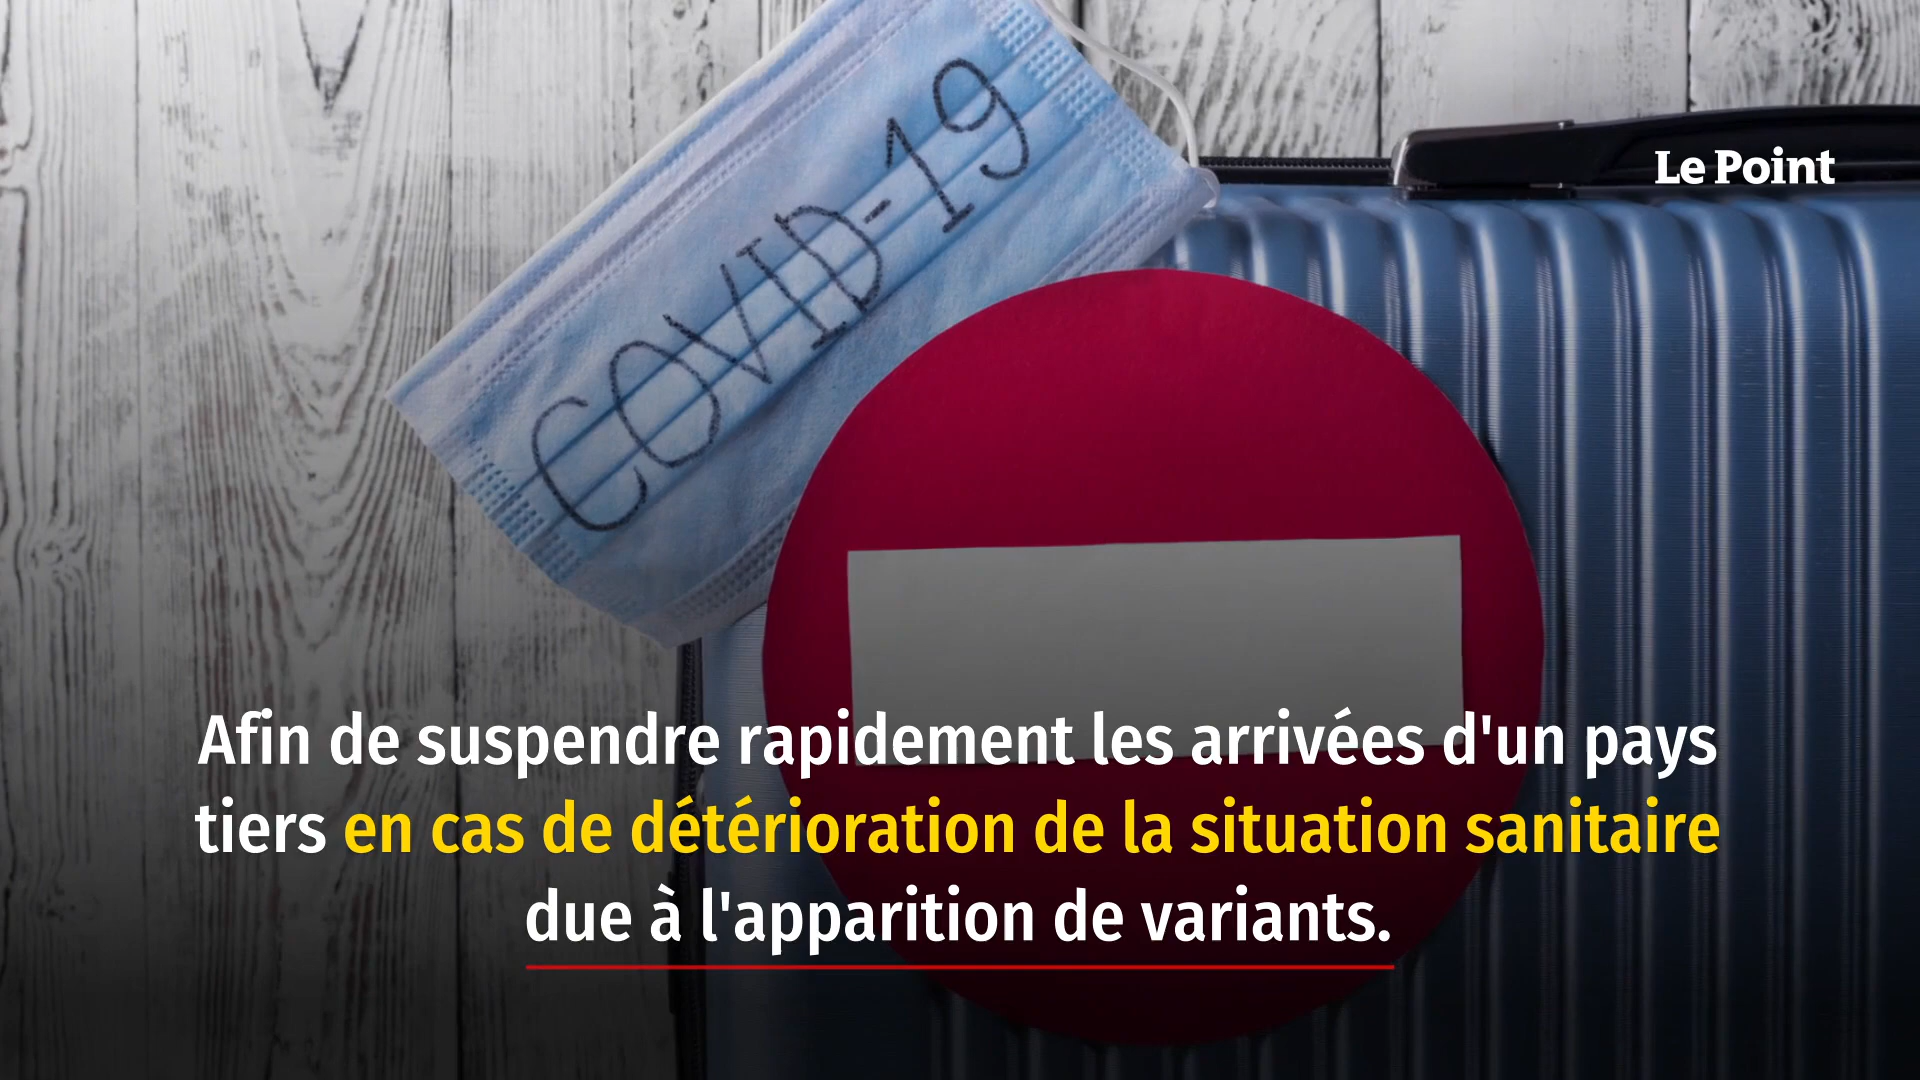 COVID-19
Le Point
Afin de suspendre rapidement les arrivées d'un pays
tiers en cas de détérioration de la situation sanitaire
due à l'apparition de variants.